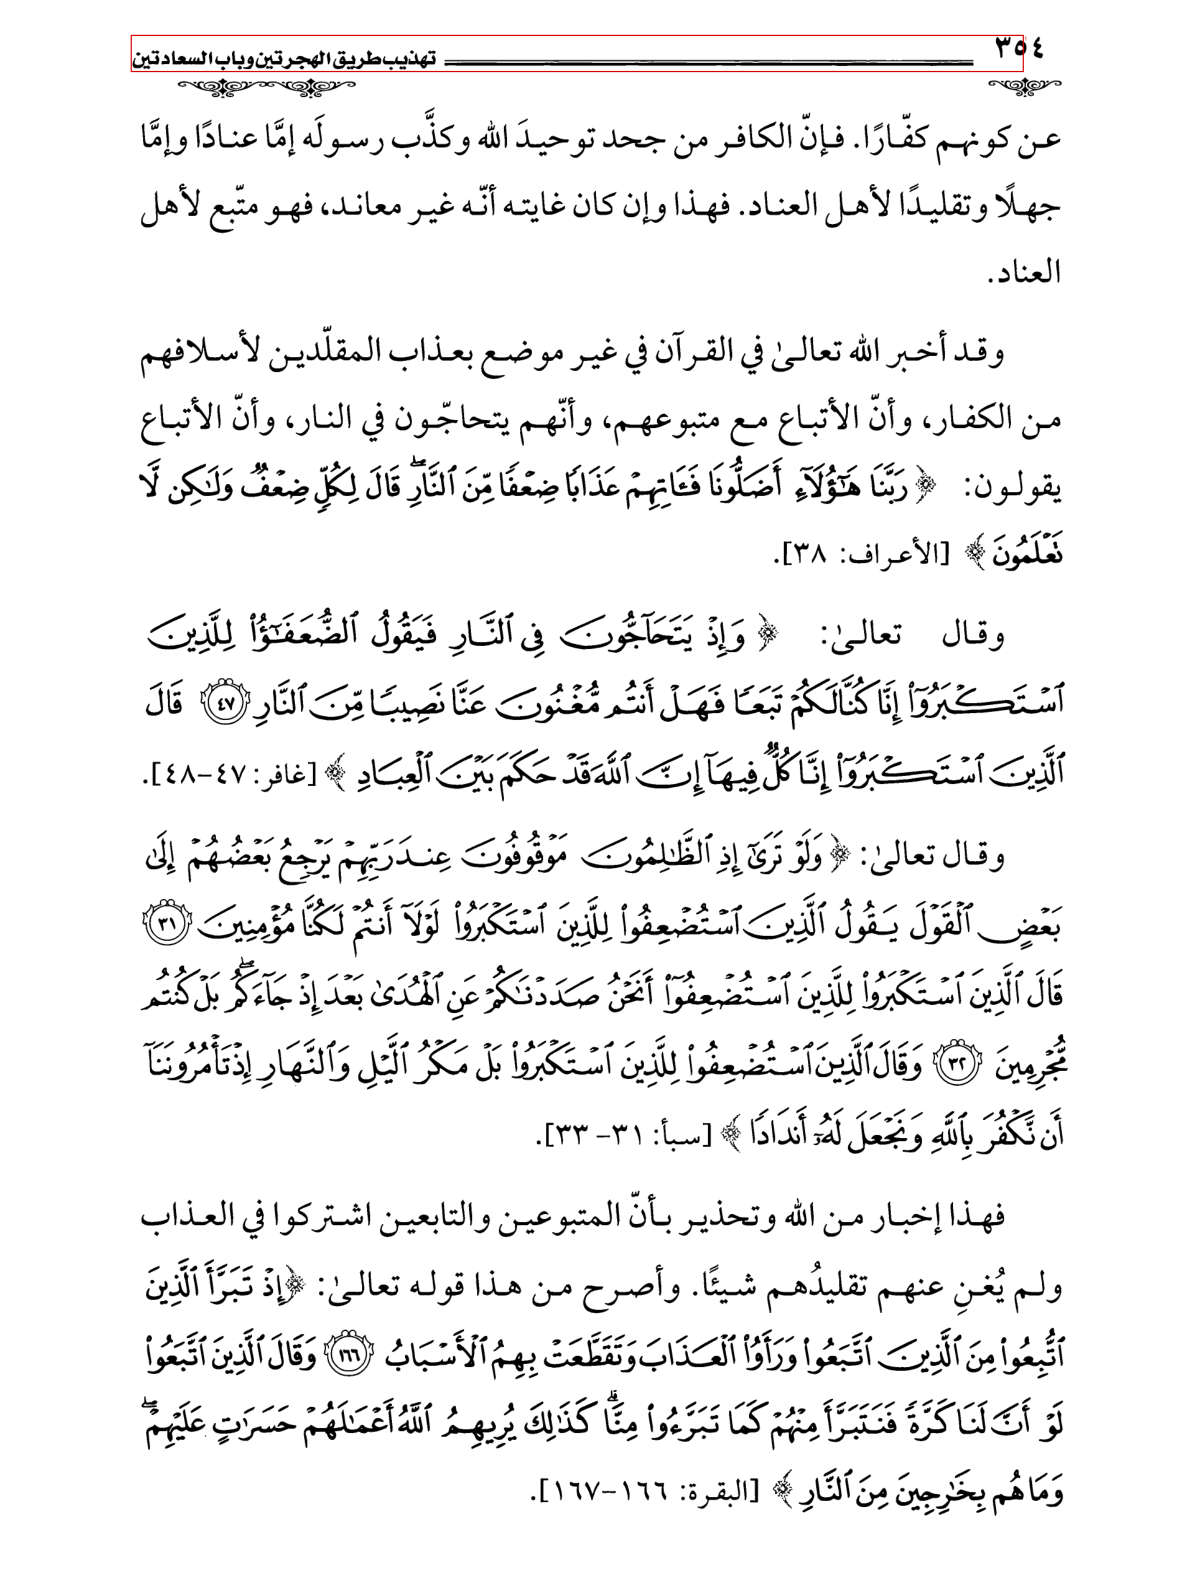 ٣٥٤ تهذيب طريق الهجرتين وباب السعادتين
عن كونهم كفّارًا. فإنّ الكافر من جحد توحيدَ الله وكذَّب رسولَه إمَّا عنادًا وإمَّا
جهلًا وتقليدًا لأهل العناد. فهذا وإن كان غايته أنّه غير معاند، فهو متّبع لأهل
العناد.
وقد أخبر الله تعالىٰ في القرآن في غير موضع بعذاب المقلّدين لأسلافهم
من الكفار، وأنّ الأتباع مع متبوعهم، وأنّهم يتحاجّون في النار، وأنّ الأتباع
يقولون: ﴿ رَبَّنَا هَٰٓؤُلَآءِ أَضَلُّونَا فَـَٔاتِهِمْ عَذَابًا ضِعْفًا مِّنَ ٱلنَّارِ ۖ قَالَ لِكُلٍّ ضِعْفٌ وَلَٰكِن لَّا
نَعْلَمُونَ ﴾ [الأعراف: ٣٨].
وقال تعالىٰ: ﴿ وَإِذْ يَتَحَآجُّونَ فِى ٱلنَّارِ فَيَقُولُ ٱلضُّعَفَٰٓؤُا۟ لِلَّذِينَ
ٱسْتَكْبَرُوٓا۟ إِنَّا كُنَّا لَكُمْ تَبَعًا فَهَلْ أَنتُم مُّغْنُونَ عَنَّا نَصِيبًا مِّنَ ٱلنَّارِ ٤٧ قَالَ
ٱلَّذِينَ ٱسْتَكْبَرُوٓا۟ إِنَّا كُلٌّ فِيهَآ إِنَّ ٱللَّهَ قَدْ حَكَمَ بَيْنَ ٱلْعِبَادِ ﴾ [غافر: ٤٧-٤٨].
وقال تعالىٰ: ﴿ وَلَوْ تَرَىٰٓ إِذِ ٱلظَّٰلِمُونَ مَوْقُوفُونَ عِندَ رَبِّهِمْ يَرْجِعُ بَعْضُهُمْ إِلَىٰ
بَعْضٍ ٱلْقَوْلَ يَقُولُ ٱلَّذِينَ ٱسْتُضْعِفُوا۟ لِلَّذِينَ ٱسْتَكْبَرُوا۟ لَوْلَآ أَنتُمْ لَكُنَّا مُؤْمِنِينَ ٣١
قَالَ ٱلَّذِينَ ٱسْتَكْبَرُوا۟ لِلَّذِينَ ٱسْتُضْعِفُوٓا۟ أَنَحْنُ صَدَدْنَٰكُمْ عَنِ ٱلْهُدَىٰ بَعْدَ إِذْ جَآءَكُم ۖ بَلْ كُنتُم
مُّجْرِمِينَ ٣٢ وَقَالَ ٱلَّذِينَ ٱسْتُضْعِفُوا۟ لِلَّذِينَ ٱسْتَكْبَرُوا۟ بَلْ مَكْرُ ٱلَّيْلِ وَٱلنَّهَارِ إِذْ تَأْمُرُونَنَآ
أَن نَّكْفُرَ بِٱللَّهِ وَنَجْعَلَ لَهُۥٓ أَندَادًا ﴾ [سبأ: ٣١- ٣٣].
فهذا إخبار من الله وتحذير بأنّ المتبوعين والتابعين اشتركوا في العذاب
ولم يُغنِ عنهم تقليدُهم شيئًا. وأصرح من هذا قوله تعالىٰ: ﴿إِذْ تَبَرَّأَ ٱلَّذِينَ
ٱتُّبِعُوا۟ مِنَ ٱلَّذِينَ ٱتَّبَعُوا۟ وَرَأَوُا۟ ٱلْعَذَابَ وَتَقَطَّعَتْ بِهِمُ ٱلْأَسْبَابُ ١٦٦ وَقَالَ ٱلَّذِينَ ٱتَّبَعُوا۟
لَوْ أَنَّ لَنَا كَرَّةً فَنَتَبَرَّأَ مِنْهُمْ كَمَا تَبَرَّءُوا۟ مِنَّا ۗ كَذَٰلِكَ يُرِيهِمُ ٱللَّهُ أَعْمَٰلَهُمْ حَسَرَٰتٍ عَلَيْهِمْ ۖ
وَمَا هُم بِخَٰرِجِينَ مِنَ ٱلنَّارِ ﴾ [البقرة: ١٦٦-١٦٧].